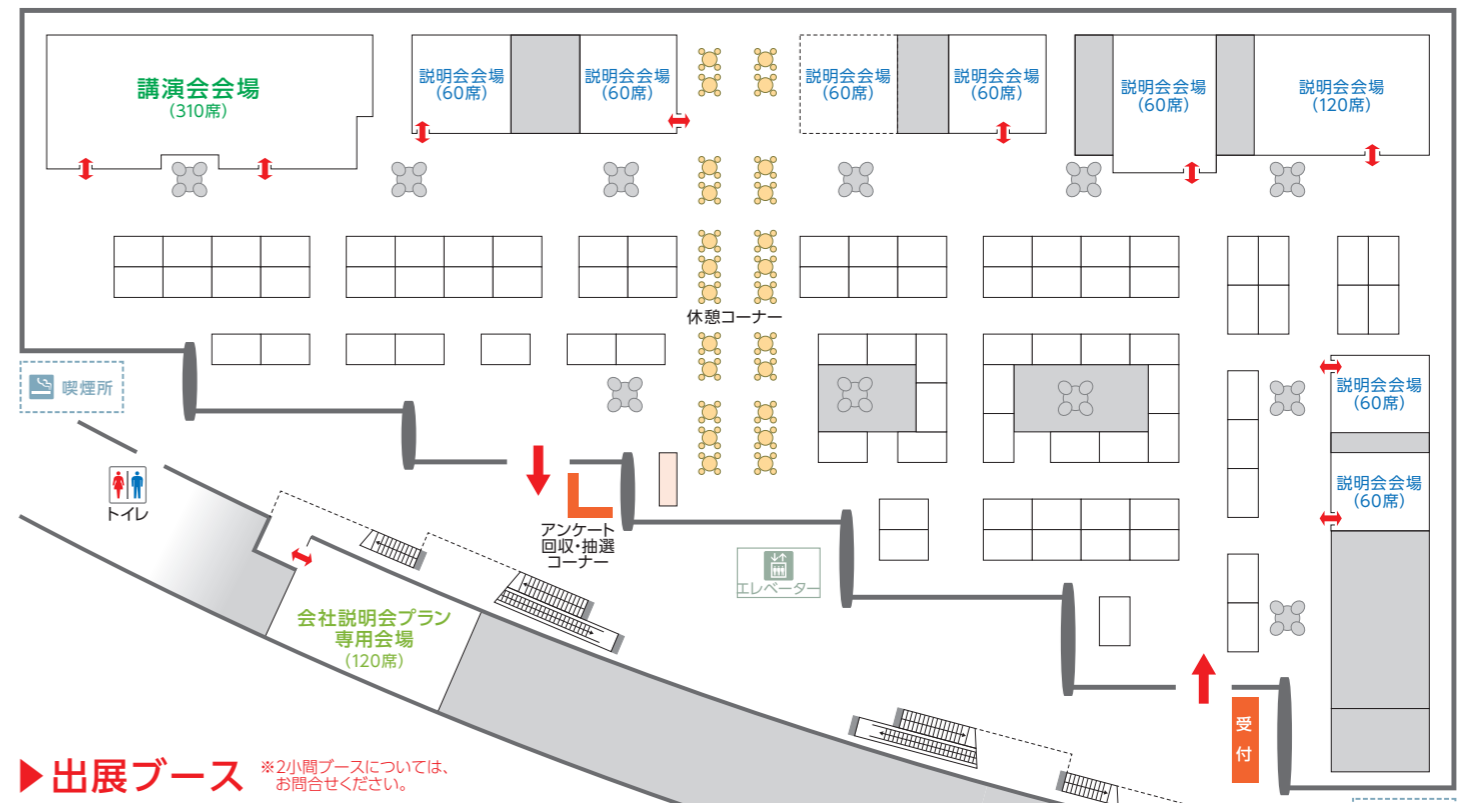 講演会会場
(310席)
説明会会場
(60席)
説明会会場
(60席)
説明会会場
(60席)
説明会会場
(60席)
説明会会場
(60席)
説明会会場
(120席)
休憩コーナー
喫煙所
説明会会場
(60席)
説明会会場
(60席)
トイレ
アンケート
回収・抽選
コーナー
エレベーター
会社説明会プラン
専用会場
(120席)
受
付
▶出展ブース
※2小間ブースについては、
お問合せください。